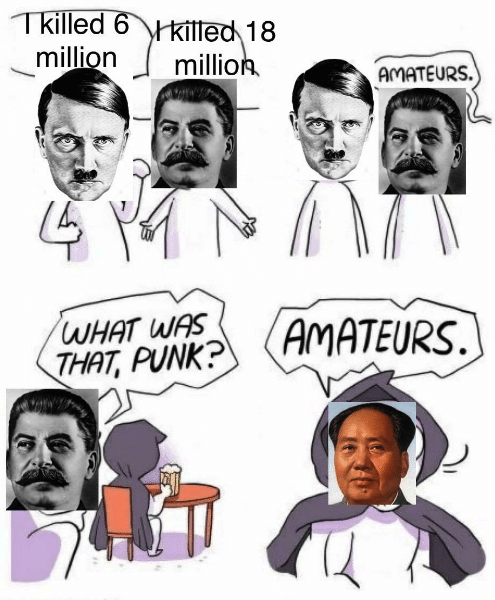 I killed 6
million
I killed 18
million
AMATEURS.
WHAT WAS
THAT, PUNK?
AMATEURS.